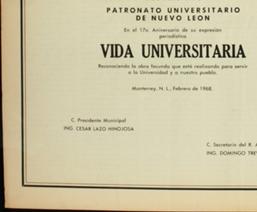 PATRONATO UNIVERSITARIO
DE NUEVO LEON
En el 17o. Aniversario de su expresión
periodística
VIDA UNIVERSITARIA
Reconociendo la obra fecunda que está realizando para servir
a la Universidad y a nuestro pueblo.
Monterrey, N. L., Febrero de 1968.
C. Presidente Municipal
ING. CESAR LAZO HINOJOSA
C. Secretario del R. A
ING. DOMINGO TREV